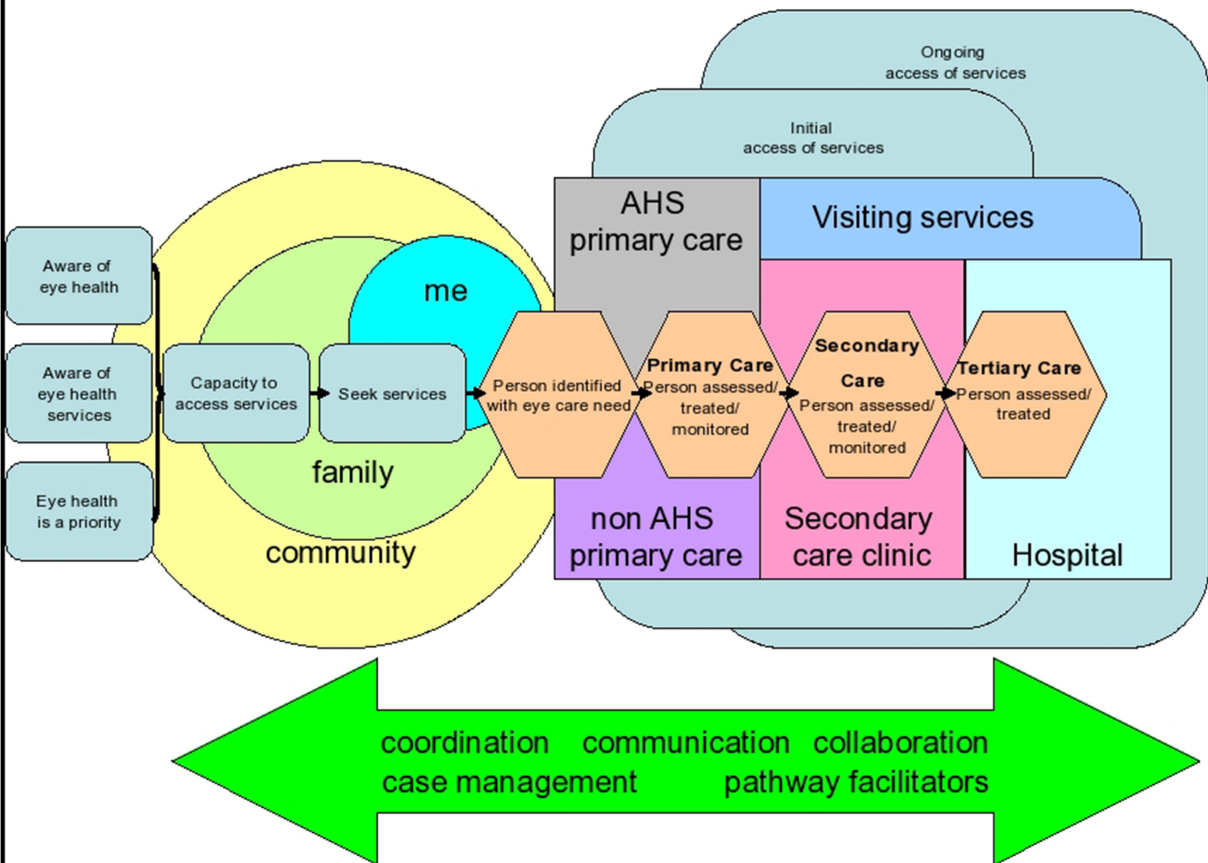 Ongoing
access of services
Initial
access of services
AHS
primary care
Visiting services
Aware of
eye health
me
Aware of
eye health
services
Capacity to
access services
Seek services
Person identified
with eye care need
Primary Care
Person assessed/
treated/
monitored
Secondary
Care
Person assessed/
treated/
monitored
Tertiary Care
Person assessed/
treated
family
Eye health
is a priority
community
non AHS
primary care
Secondary
care clinic
Hospital
coordination communication collaboration
case management pathway facilitators